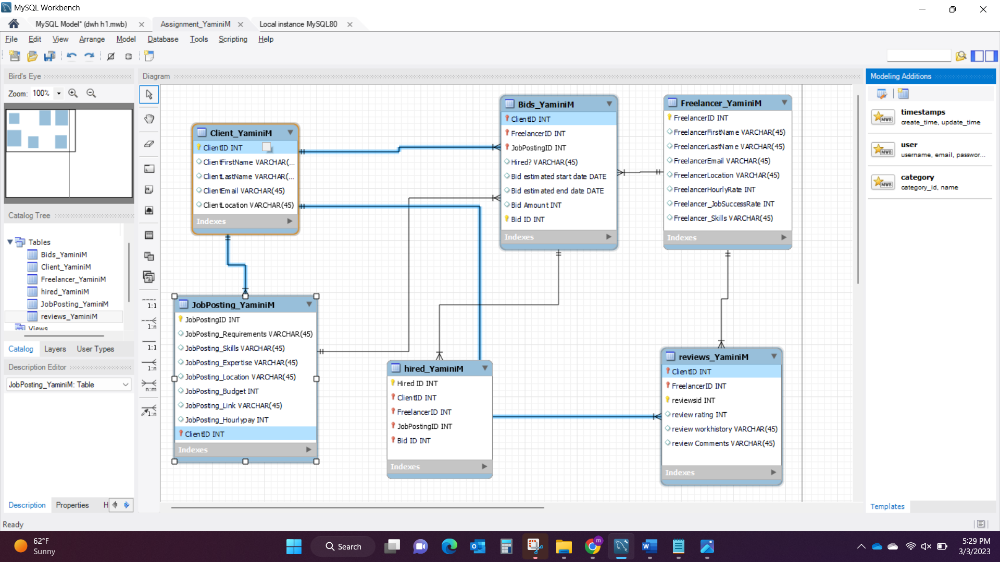 MySQL Workbench
MySQL Model* (dwh h1.mwb)
Assignment_YaminiM
Local instance MySQL80
File Edit View Arrange Model Database Tools Scripting Help
Bird's Eye
Zoom: 100%
Catalog Tree
Tables
Bids_YaminiM
Client_YaminiM
Freelancer_YaminiM
hired_YaminiM
JobPosting_YaminiM
reviews_YaminiM
Views
Catalog Layers User Types
Description Editor
JobPosting_YaminiM: Table
Description Properties H
Ready
Diagram
1:1
1:n
1:1
1:n
n:m
1:n
Client_YaminiM
ClientID INT
ClientFirstName VARCHAR(...
ClientLastName VARCHAR(...
ClientEmail VARCHAR(45)
ClientLocation VARCHAR(45)
Indexes
Bids_YaminiM
ClientID INT
FreelancerID INT
JobPostingID INT
Hired? VARCHAR(45)
Bid estimated start date DATE
Bid estimated end date DATE
Bid Amount INT
Bid ID INT
Indexes
Freelancer_YaminiM
FreelancerID INT
FreelancerFirstName VARCHAR(45)
FreelancerLastName VARCHAR(45)
FreelancerEmail VARCHAR(45)
FreelancerLocation VARCHAR(45)
FreelancerHourlyRate INT
Freelancer_JobSuccessRate INT
Freelancer_Skills VARCHAR(45)
Indexes
JobPosting_YaminiM
JobPostingID INT
JobPosting_Requirements VARCHAR(45)
JobPosting_Skills VARCHAR(45)
JobPosting_Expertise VARCHAR(45)
JobPosting_Location VARCHAR(45)
JobPosting_Budget INT
JobPosting_Link VARCHAR(45)
JobPosting_Hourlypay INT
ClientID INT
Indexes
hired_YaminiM
Hired ID INT
ClientID INT
FreelancerID INT
JobPostingID INT
Bid ID INT
Indexes
reviews_YaminiM
ClientID INT
FreelancerID INT
reviewsid INT
review rating INT
review workhistory VARCHAR(45)
review Comments VARCHAR(45)
Indexes
Modeling Additions
MWB
timestamps
create_time, update_time
MWB
user
username, email, passwor...
MWB
category
category_id, name
Templates
62°F
Sunny
Search
m
5:29 PM
3/3/2023